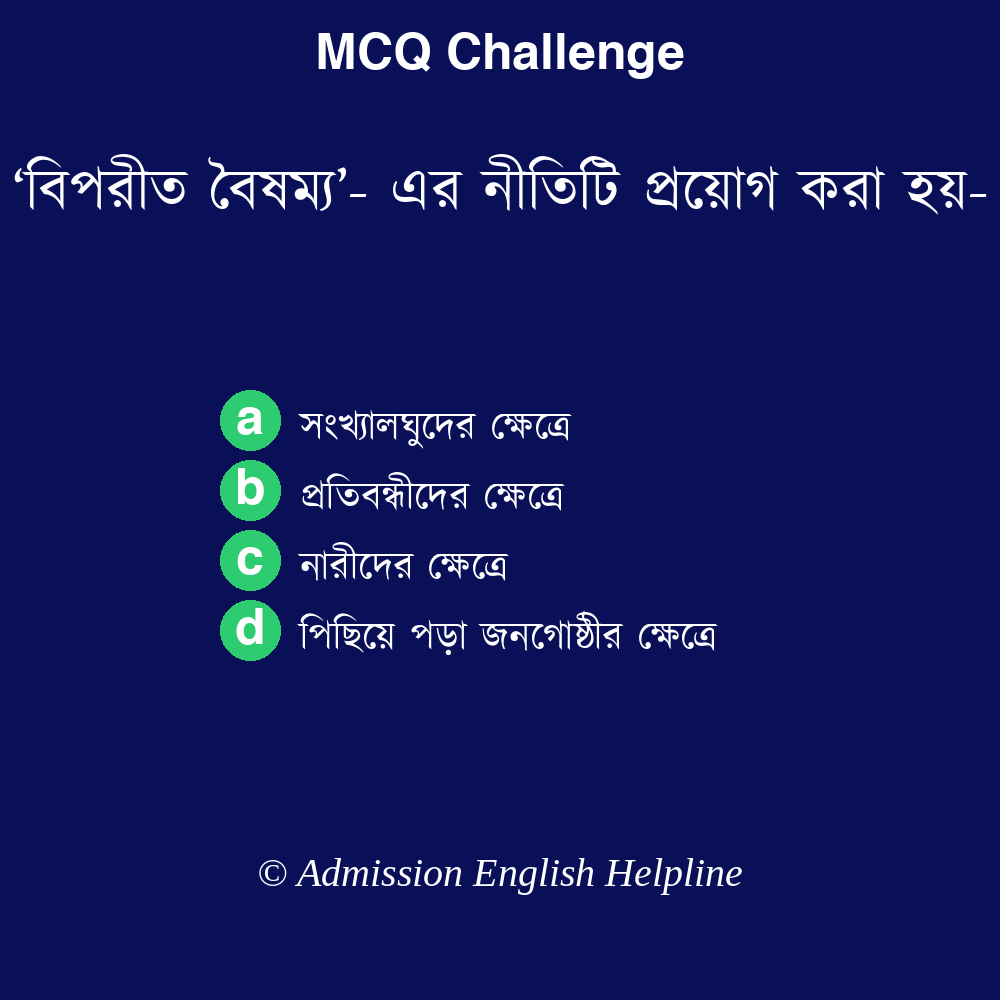 MCQ Challenge
‘বিপরীত বৈষম্য’- এর নীতিটি প্রয়োগ করা হয়-
a সংখ্যালঘুদের ক্ষেত্রে
b প্রতিবন্ধীদের ক্ষেত্রে
c নারীদের ক্ষেত্রে
d পিছিয়ে পড়া জনগোষ্ঠীর ক্ষেত্রে
© Admission English Helpline